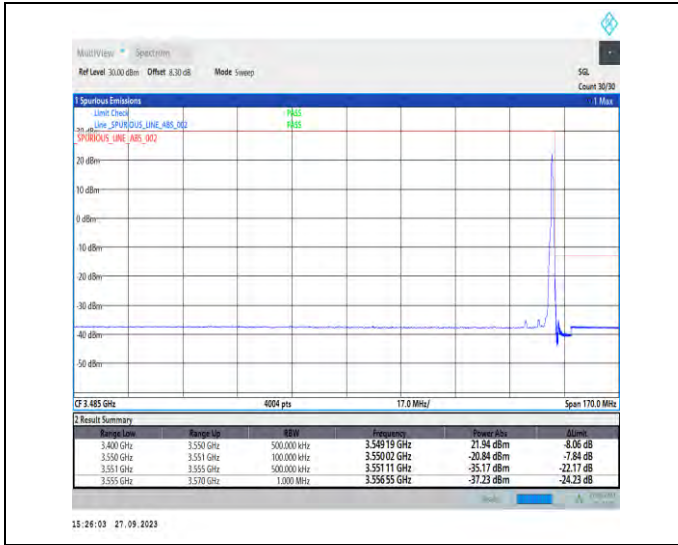 MultiView Spectrum
Ref Level 30.00 dBm Offset 8.30 dB Mode Sweep SGL
Count 30/30
1 Spurious Emissions 1 Max
Limit Check PASS
Line _SPURIOUS_LINE_ABS_002 PASS
_SPURIOUS_LINE_ABS_002
20 dBm
10 dBm
0 dBm
-10 dBm
-20 dBm
-30 dBm
-40 dBm
-50 dBm
CF 3.485 GHz 4004 pts 17.0 MHz/ Span 170.0 MHz
2 Result Summary
Range Low Range Up RBW Frequency Power Abs ΔLimit
3.400 GHz 3.550 GHz 500.000 kHz 3.549 19 GHz 21.94 dBm -8.06 dB
3.550 GHz 3.551 GHz 100.000 kHz 3.550 02 GHz -20.84 dBm -7.84 dB
3.551 GHz 3.555 GHz 500.000 kHz 3.551 11 GHz -35.17 dBm -22.17 dB
3.555 GHz 3.570 GHz 1.000 MHz 3.556 55 GHz -37.23 dBm -24.23 dB
15:26:03 27.09.2023